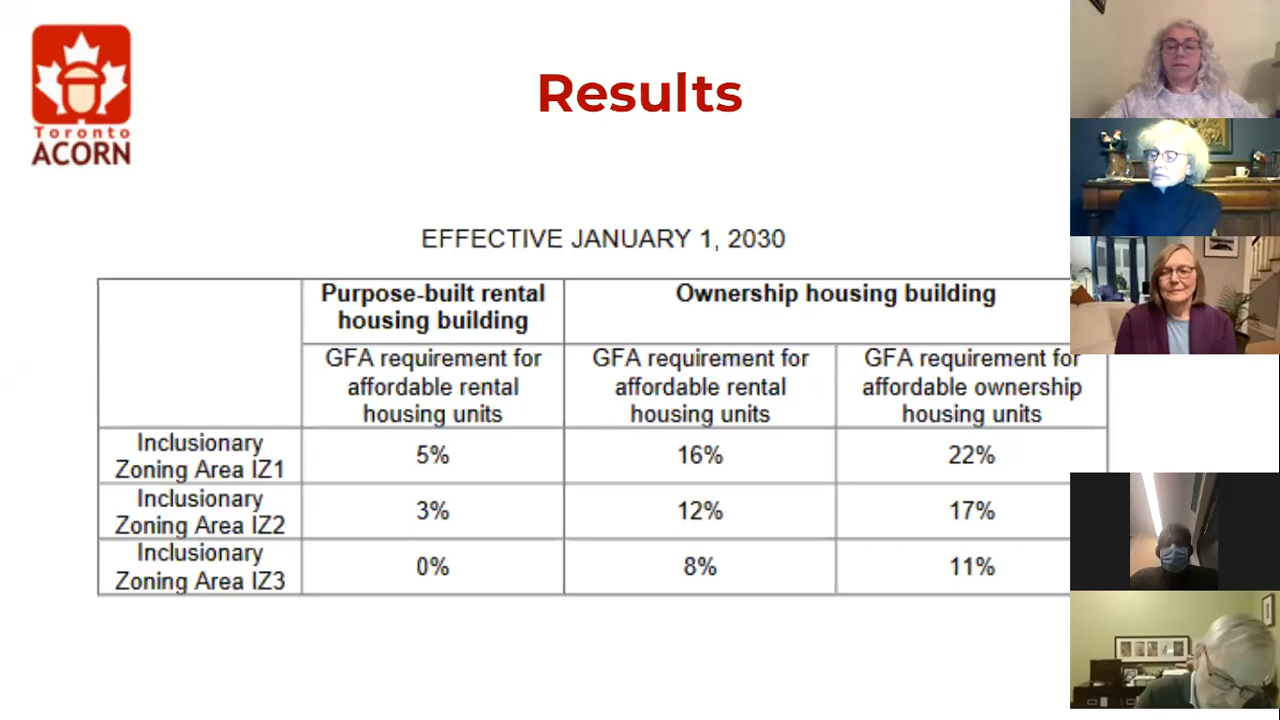 Toronto
ACORN
Results
EFFECTIVE JANUARY 1, 2030
Purpose-built rental
housing building
Ownership housing building
GFA requirement for
affordable rental
housing units
GFA requirement for
affordable rental
housing units
GFA requirement for
affordable ownership
housing units
Inclusionary
Zoning Area IZ1
5%
16%
22%
Inclusionary
Zoning Area IZ2
3%
12%
17%
Inclusionary
Zoning Area IZ3
0%
8%
11%